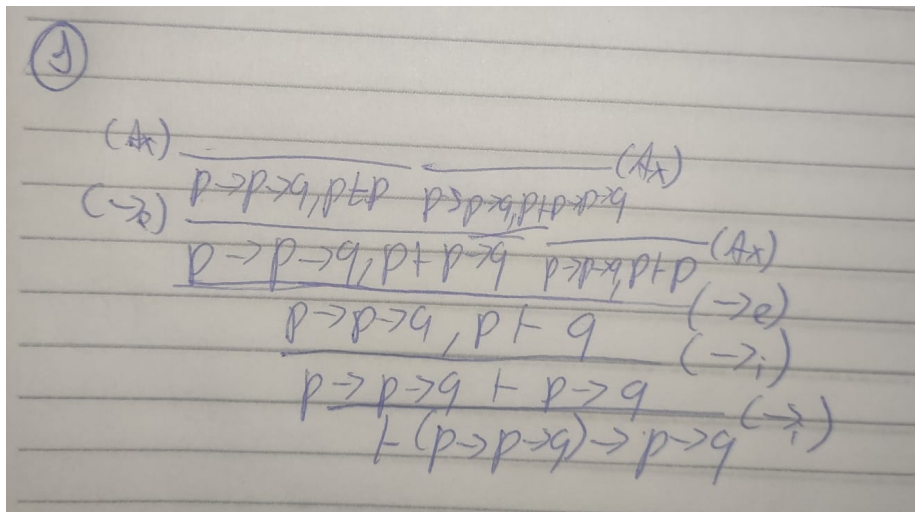 1
(Ax) (Ax)
p→p→q, p⊢p p→p→q, p⊢p→p→q
(→e) (Ax)
p→p→q, p⊢p→q p→p→q, p⊢p
(→e)
p→p→q, p⊢q
(→i)
p→p→q ⊢ p→q
(→i)
⊢(p→p→q)→p→q